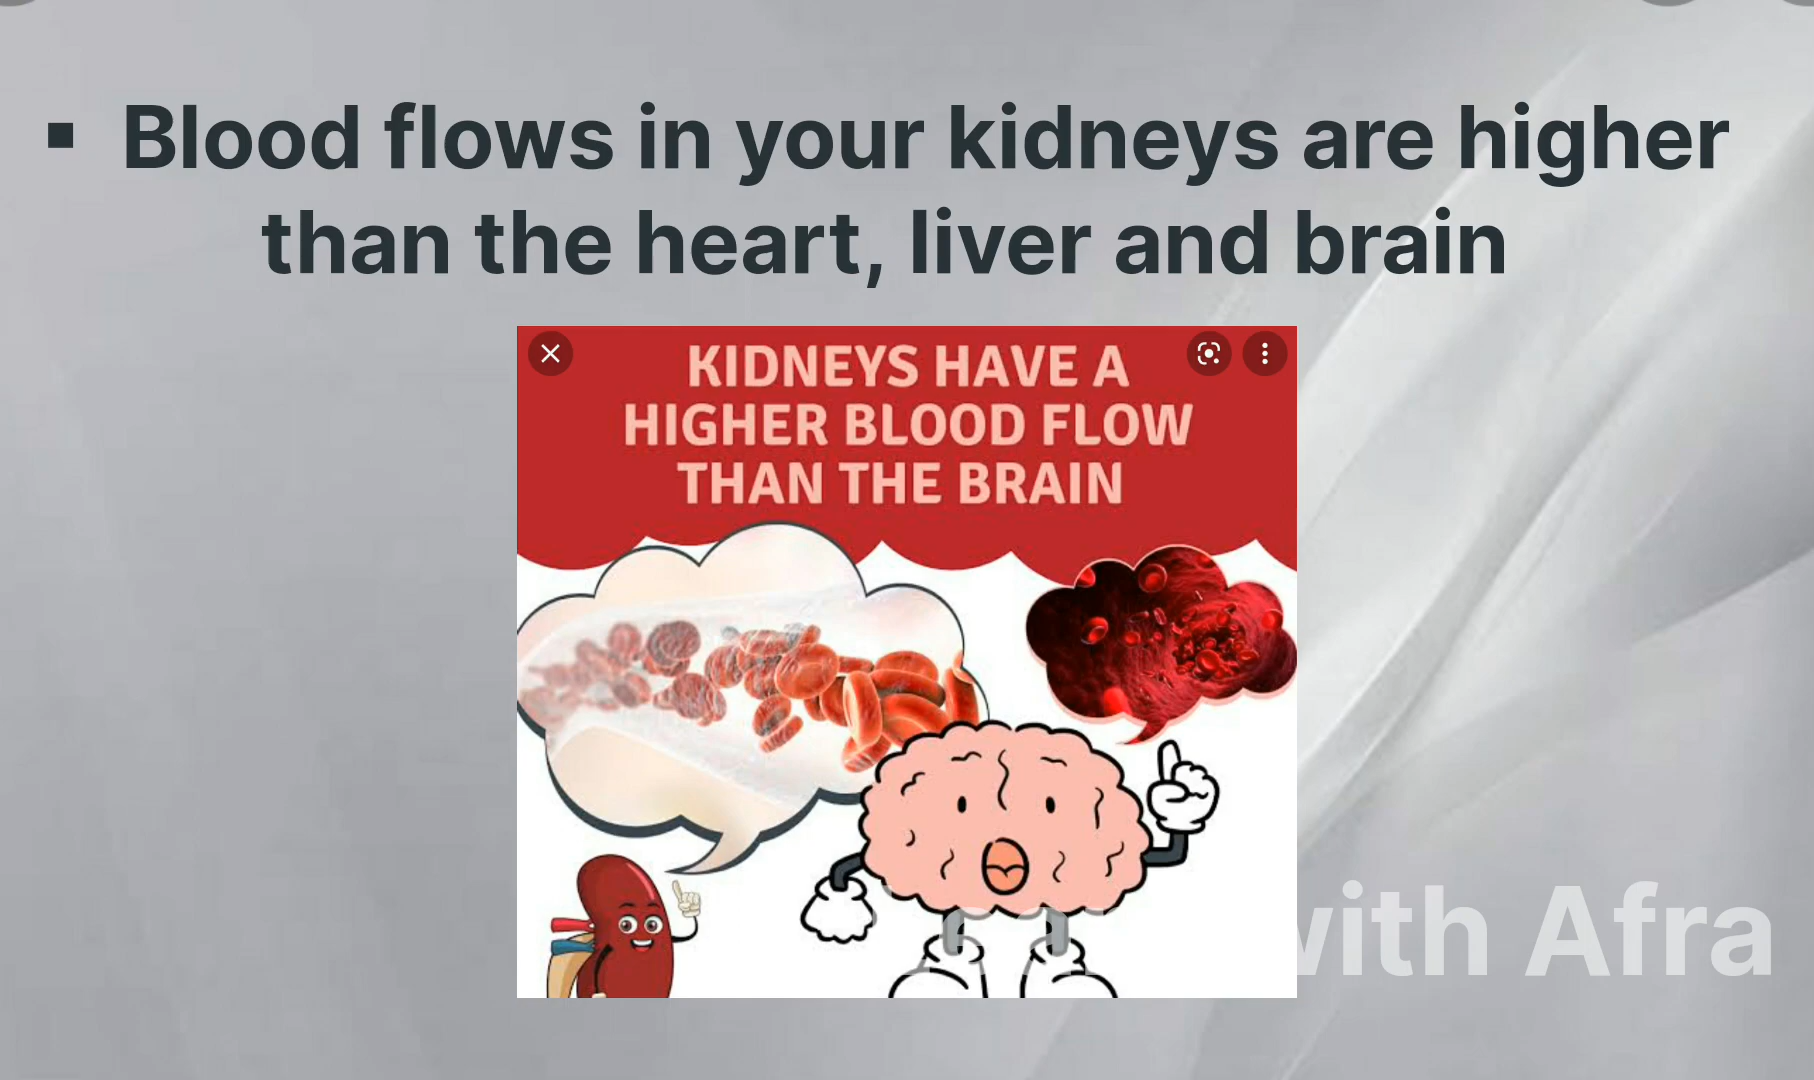 ▪ Blood flows in your kidneys are higher
than the heart, liver and brain
KIDNEYS HAVE A
HIGHER BLOOD FLOW
THAN THE BRAIN
with Afra